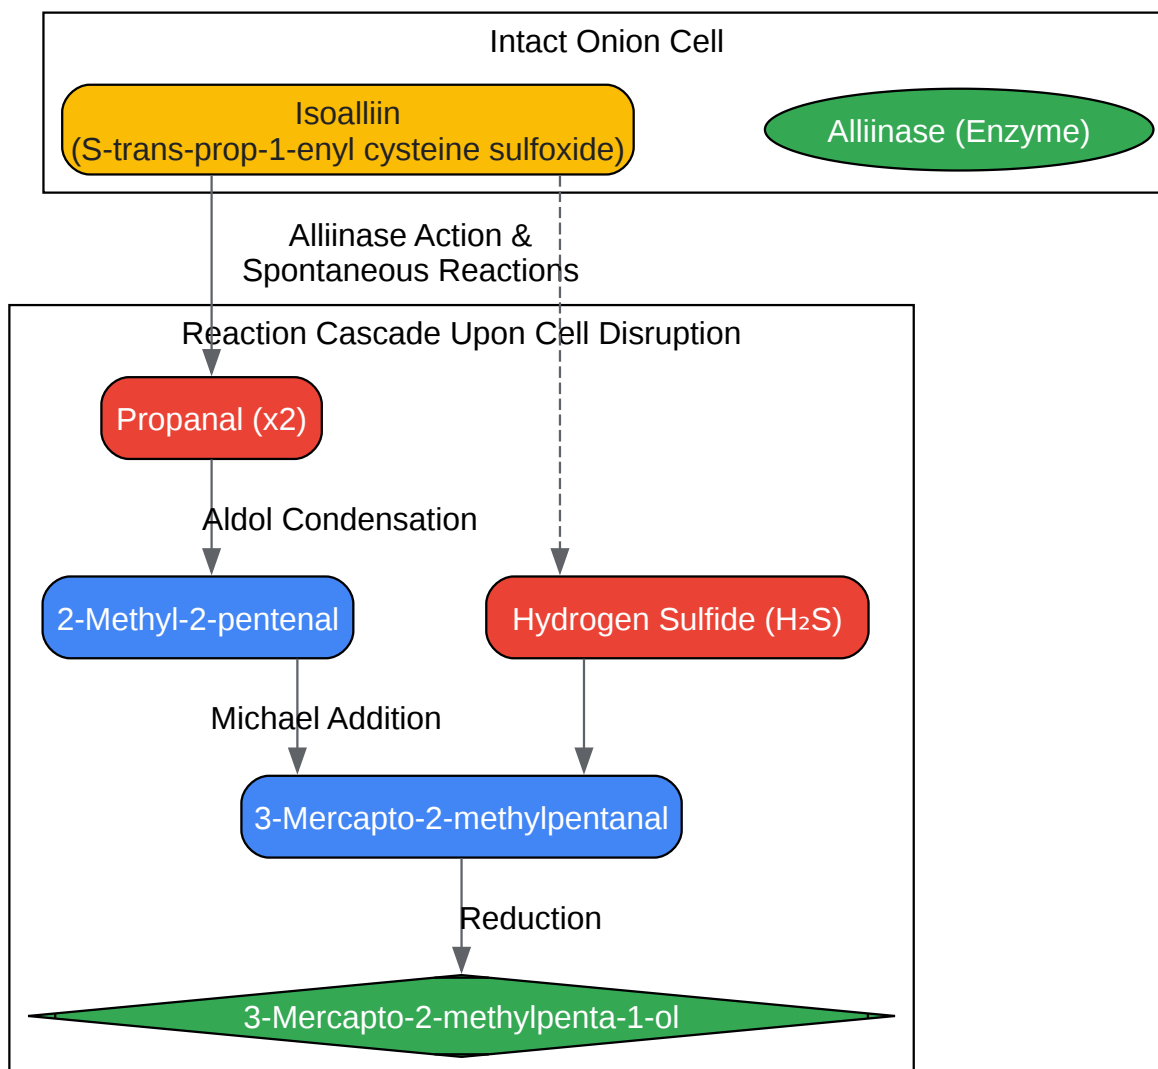 Intact Onion Cell
Isoalliin
(S-trans-prop-1-enyl cysteine sulfoxide)
Alliinase (Enzyme)
Alliinase Action &
Spontaneous Reactions
Reaction Cascade Upon Cell Disruption
Propanal (x2)
Aldol Condensation
2-Methyl-2-pentenal
Hydrogen Sulfide (H₂S)
Michael Addition
3-Mercapto-2-methylpentanal
Reduction
3-Mercapto-2-methylpenta-1-ol